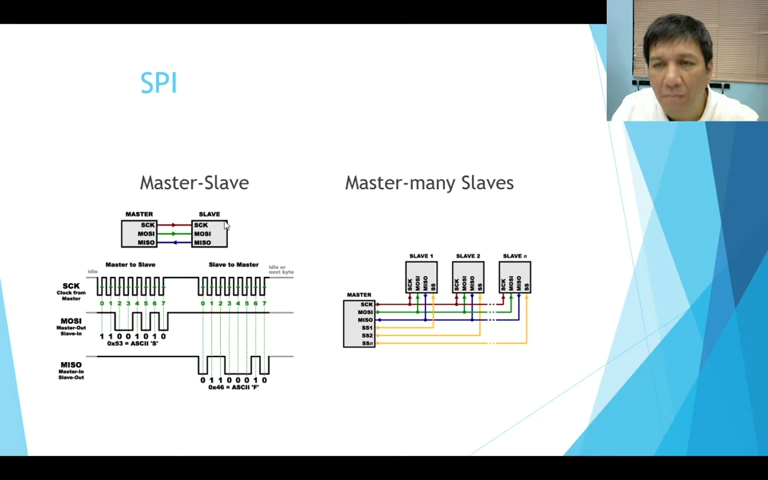 SPI
Master-Slave
MASTER SLAVE
SCK SCK
MOSI MOSI
MISO MISO
Master to Slave Slave to Master
idle idle or next byte
SCK
Clock from
Master
0 1 2 3 4 5 6 7 0 1 2 3 4 5 6 7
MOSI
Master-Out
Slave-In
1 1 0 0 1 0 1 0
0x53 = ASCII 'S'
MISO
Master-In
Slave-Out
0 1 1 0 0 0 1 0
0x46 = ASCII 'F'
Master-many Slaves
SLAVE 1 SLAVE 2 SLAVE n
SCK MOSI MISO SS SCK MOSI MISO SS SCK MOSI MISO SS
MASTER
SCK
MOSI
MISO
SS1
SS2
SSn